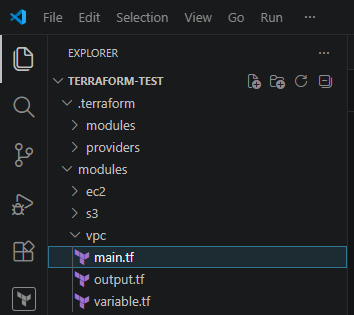 File Edit Selection View Go Run ...
EXPLORER ...
TERRAFORM-TEST
.terraform
modules
providers
modules
ec2
s3
vpc
main.tf
output.tf
variable.tf